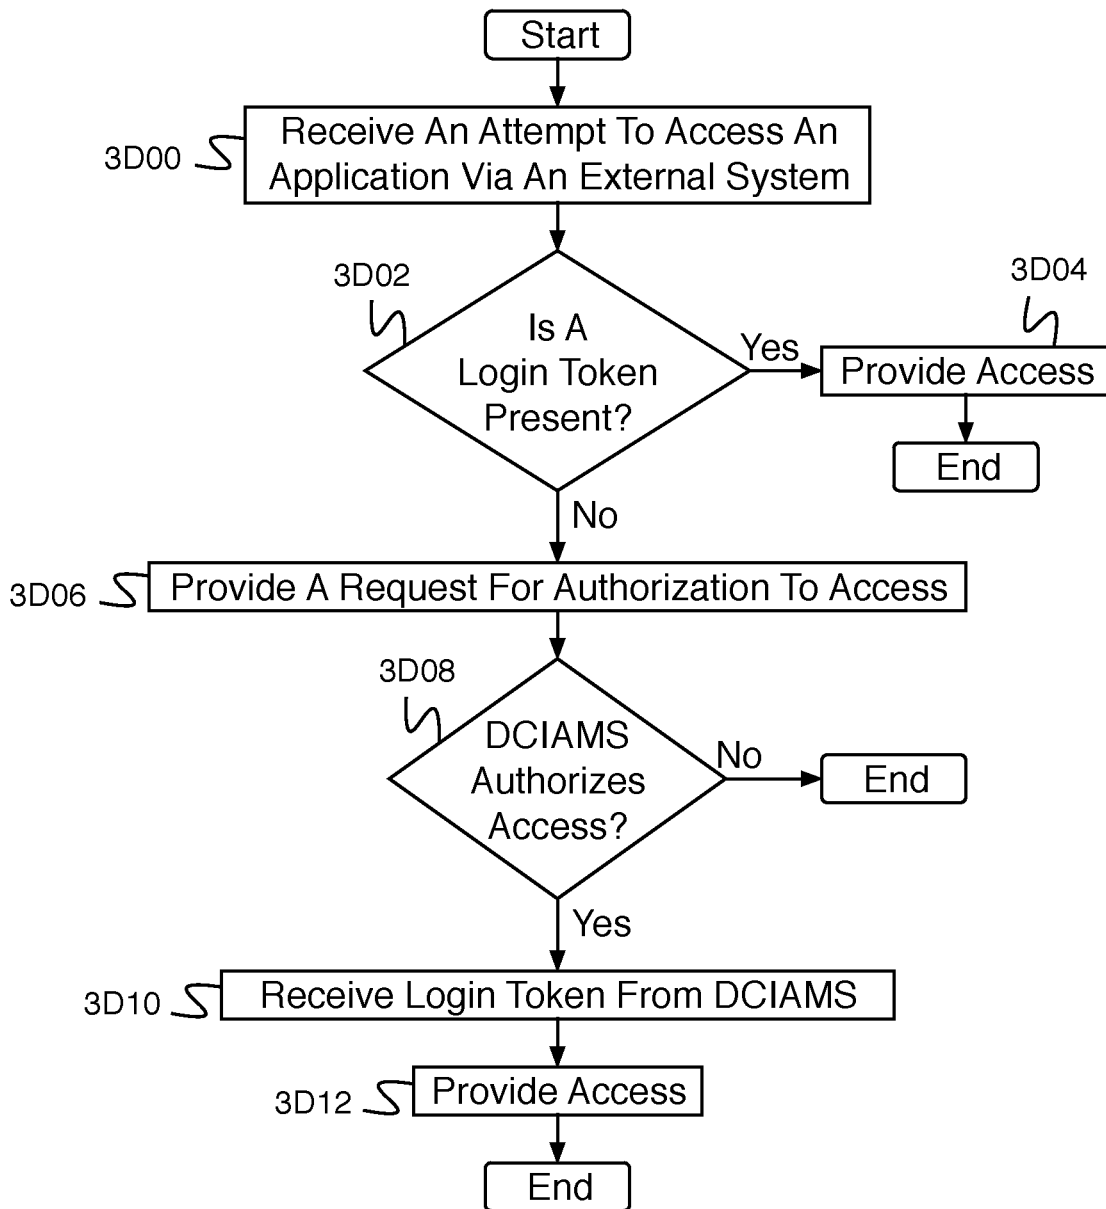 Start
3D00
Receive An Attempt To Access An
Application Via An External System
3D02
Is A
Login Token
Present?
Yes
3D04
Provide Access
End
No
3D06
Provide A Request For Authorization To Access
3D08
DCIAMS
Authorizes
Access?
No
End
Yes
3D10
Receive Login Token From DCIAMS
3D12
Provide Access
End